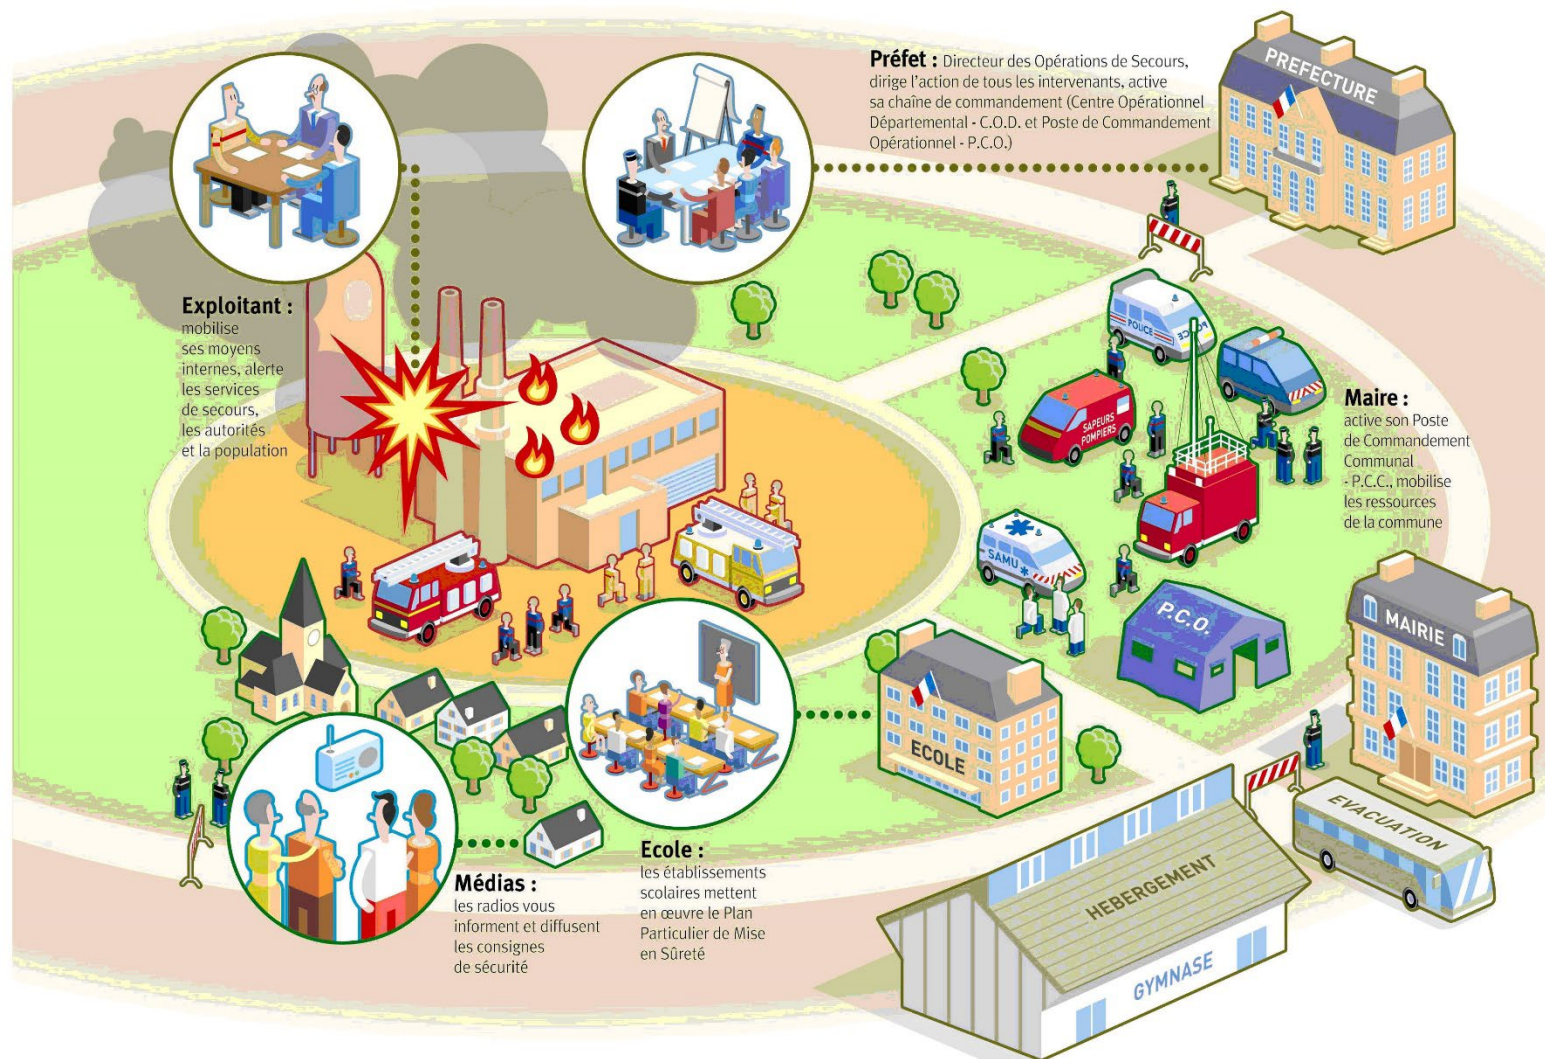 Préfet : Directeur des Opérations de Secours,
dirige l'action de tous les intervenants, active
sa chaîne de commandement (Centre Opérationnel
Départemental - C.O.D. et Poste de Commandement
Opérationnel - P.C.O.)
PREFECTURE
Exploitant :
mobilise
ses moyens
internes, alerte
les services
de secours,
les autorités
et la population
POLICE
POLICE
SAPEURS
POMPIERS
Maire :
active son Poste
de Commandement
Communal
- P.C.C., mobilise
les ressources
de la commune
SAMU
P.C.O.
MAIRIE
ECOLE
Ecole :
les établissements
scolaires mettent
en œuvre le Plan
Particulier de Mise
en Sûreté
Médias :
les radios vous
informent et diffusent
les consignes
de sécurité
EVACUATION
HEBERGEMENT
GYMNASE